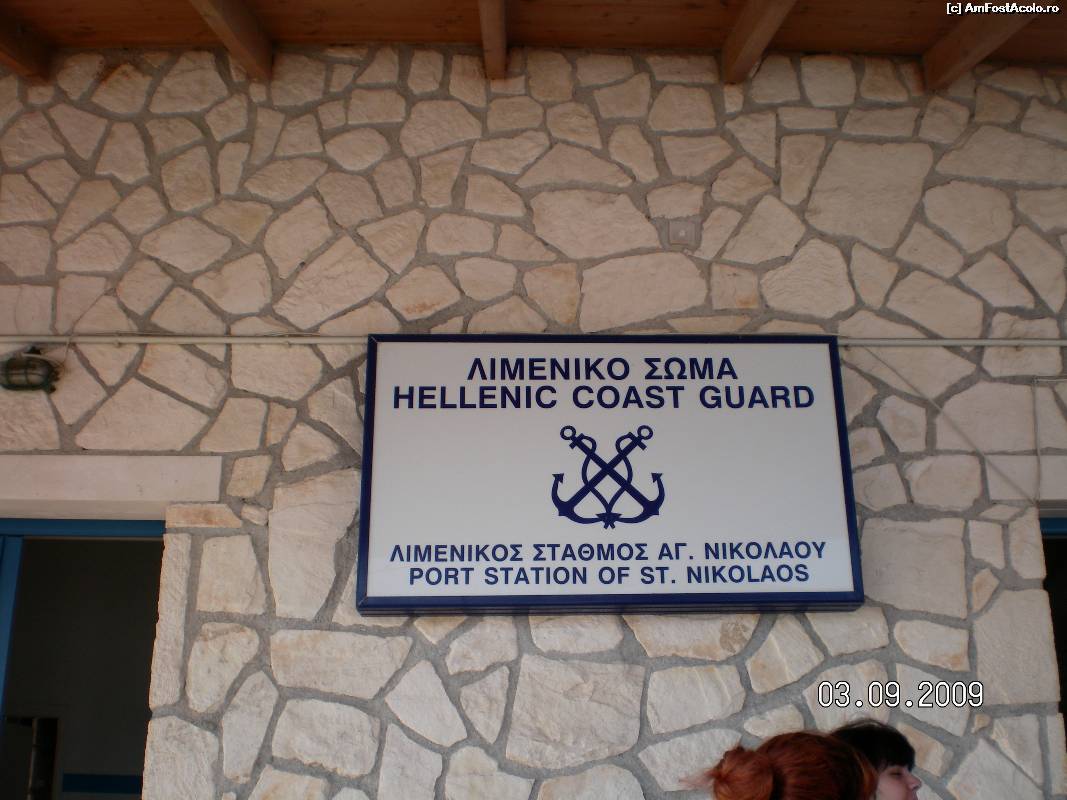 [c] AmFostAcolo.ro
ΛΙΜΕΝΙΚΟ ΣΩΜΑ
HELLENIC COAST GUARD
ΛΙΜΕΝΙΚΟΣ ΣΤΑΘΜΟΣ ΑΓ. ΝΙΚΟΛΑΟΥ
PORT STATION OF ST. NIKOLAOS
03.09.2009